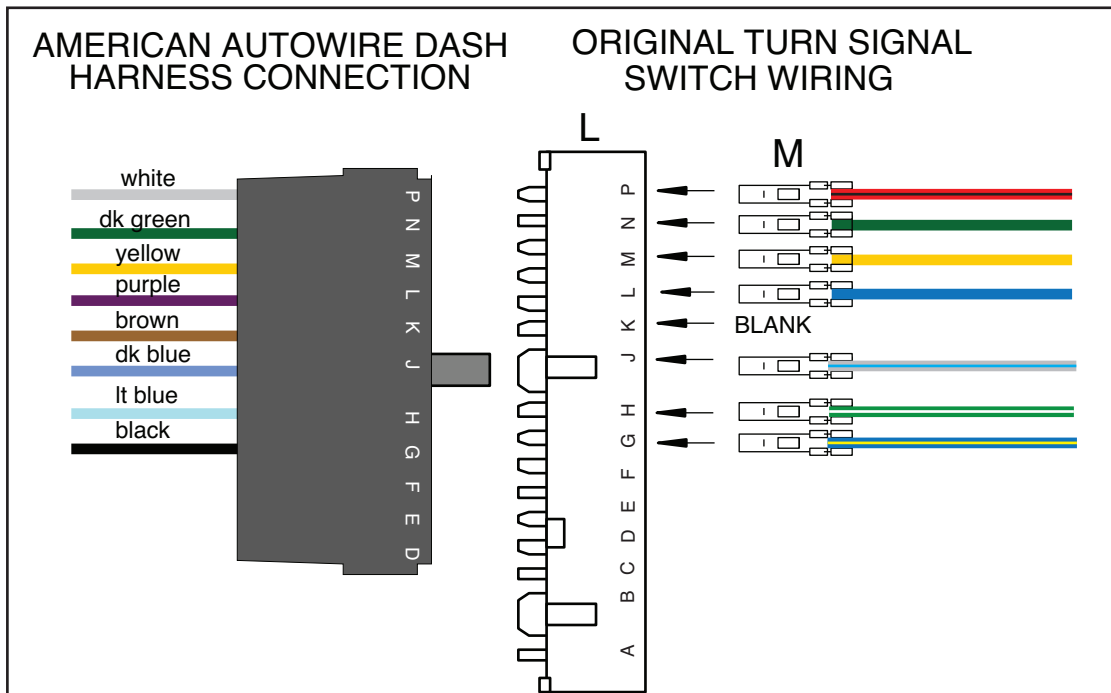 AMERICAN AUTOWIRE DASH
HARNESS CONNECTION
ORIGINAL TURN SIGNAL
SWITCH WIRING
L
M
white
dk green
yellow
purple
brown
dk blue
lt blue
black
P
N
M
L
K
J
H
G
F
E
D
P
N
M
L
K
J
H
G
F
E
D
C
B
A
BLANK